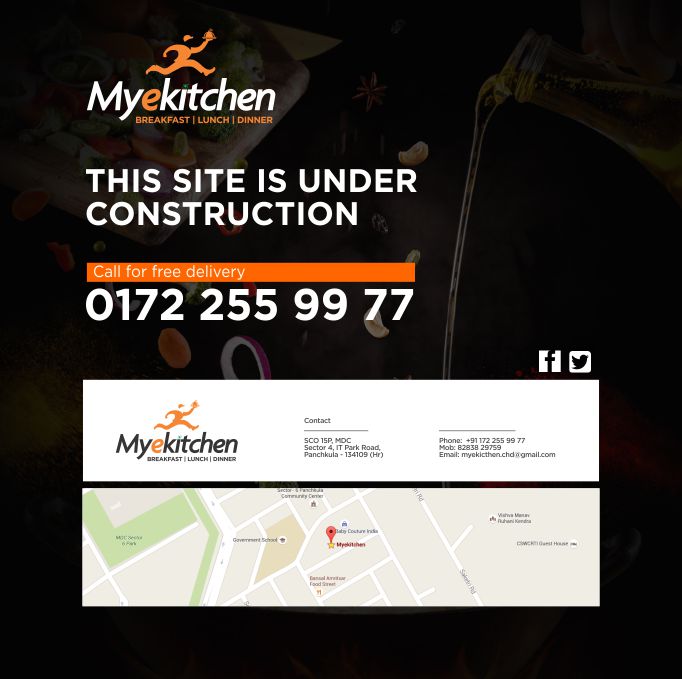 Myekitchen
BREAKFAST | LUNCH | DINNER
THIS SITE IS UNDER
CONSTRUCTION
Call for free delivery
0172 255 99 77
Myekitchen
BREAKFAST | LUNCH | DINNER
Contact
SCO 15P, MDC
Sector 4, IT Park Road,
Panchkula - 134109 (Hr)
Phone: +91 172 255 99 77
Mob: 82838 29759
Email: myekicthen.chd@gmail.com
Sector- 6 Panchkula
Community Center
MDC Sector
6 Park
Government School
Baby Couture India
Myekitchen
Bansal Amritsar
Food Street
Saketri Rd
Vishva Manav
Ruhani Kendra
CSWCRTI Guest House